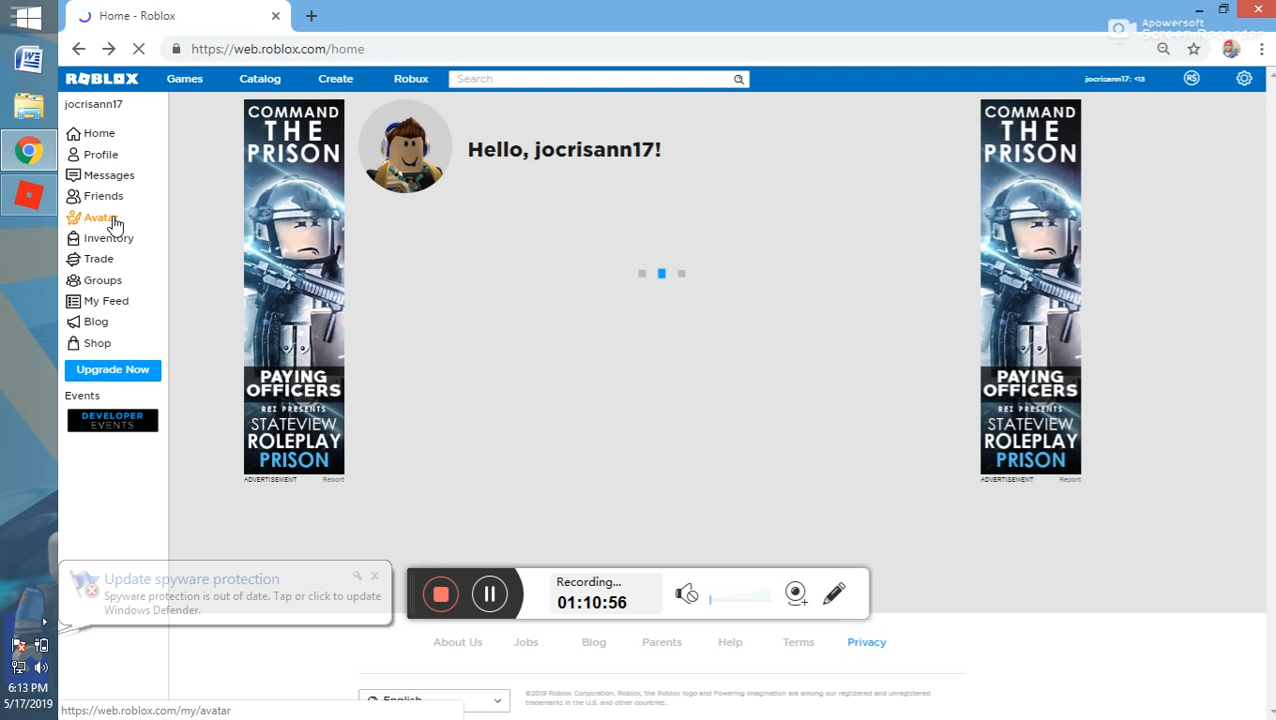 Home - Roblox
Apowersoft
Screen Recorder
https://web.roblox.com/home
ROBLOX
Games
Catalog
Create
Robux
Search
jocrisann17: <13
jocrisann17
Home
Profile
Messages
Friends
Avatar
Inventory
Trade
Groups
My Feed
Blog
Shop
Upgrade Now
Events
DEVELOPER
EVENTS
COMMAND
THE
PRISON
PAYING
OFFICERS
REZ PRESENTS
STATEVIEW
ROLEPLAY
PRISON
ADVERTISEMENT
Report
Hello, jocrisann17!
COMMAND
THE
PRISON
PAYING
OFFICERS
REZ PRESENTS
STATEVIEW
ROLEPLAY
PRISON
ADVERTISEMENT
Report
Update spyware protection
Spyware protection is out of date. Tap or click to update
Windows Defender.
Recording...
01:10:56
About Us
Jobs
Blog
Parents
Help
Terms
Privacy
English
©2019 Roblox Corporation. Roblox, the Roblox logo and Powering Imagination are among our registered and unregistered
trademarks in the U.S. and other countries.
6:13 PM
5/17/2019
https://web.roblox.com/my/avatar